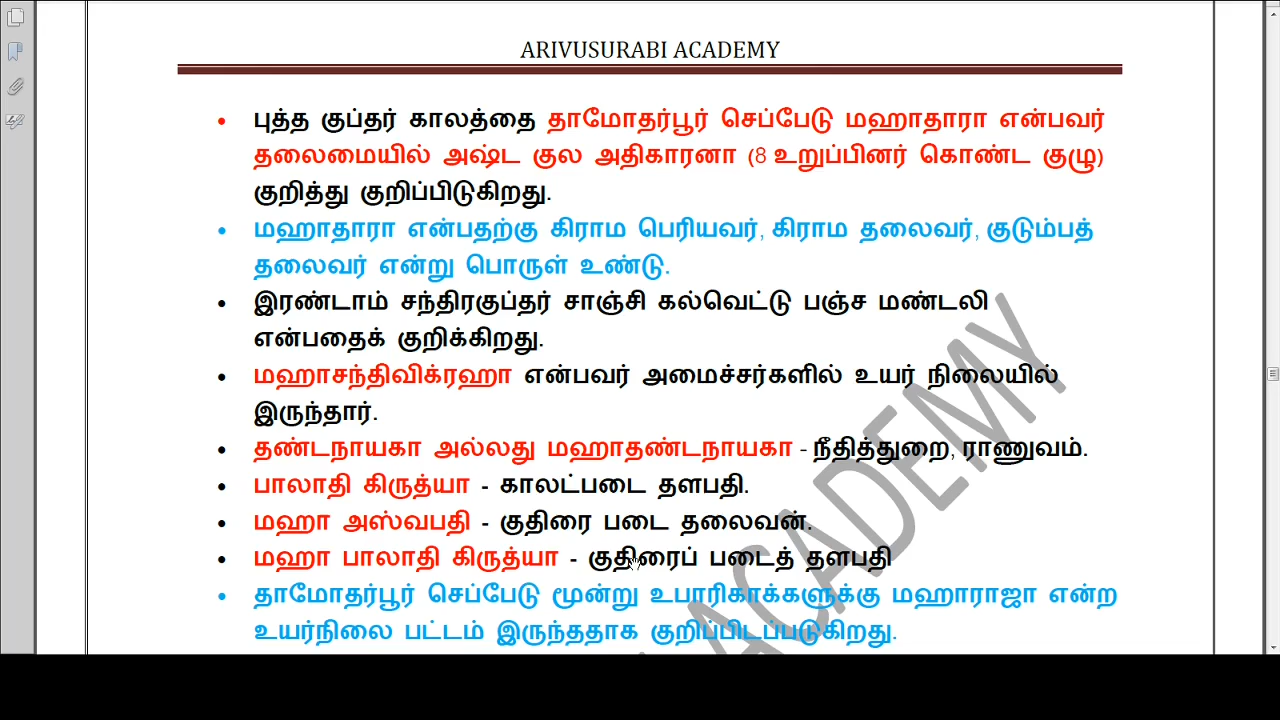 ARIVUSURABI ACADEMY
• புத்த குப்தர் காலத்தை தாமோதர்பூர் செப்பேடு மஹாதாரா என்பவர்
தலைமையில் அஷ்ட குல அதிகாரனா (8 உறுப்பினர் கொண்ட குழு)
குறித்து குறிப்பிடுகிறது.
• மஹாதாரா என்பதற்கு கிராம பெரியவர், கிராம தலைவர், குடும்பத்
தலைவர் என்று பொருள் உண்டு.
• இரண்டாம் சந்திரகுப்தர் சாஞ்சி கல்வெட்டு பஞ்ச மண்டலி
என்பதைக் குறிக்கிறது.
• மஹாசந்திவிக்ரஹா என்பவர் அமைச்சர்களில் உயர் நிலையில்
இருந்தார்.
• தண்டநாயகா அல்லது மஹாதண்டநாயகா - நீதித்துறை, ராணுவம்.
• பாலாதி கிருத்யா - காலட்படை தளபதி.
• மஹா அஸ்வபதி - குதிரை படை தலைவன்.
• மஹா பாலாதி கிருத்யா - குதிரைப் படைத் தளபதி
• தாமோதர்பூர் செப்பேடு மூன்று உபாரிகாக்களுக்கு மஹாராஜா என்ற
உயர்நிலை பட்டம் இருந்ததாக குறிப்பிடப்படுகிறது.
ACADEMY